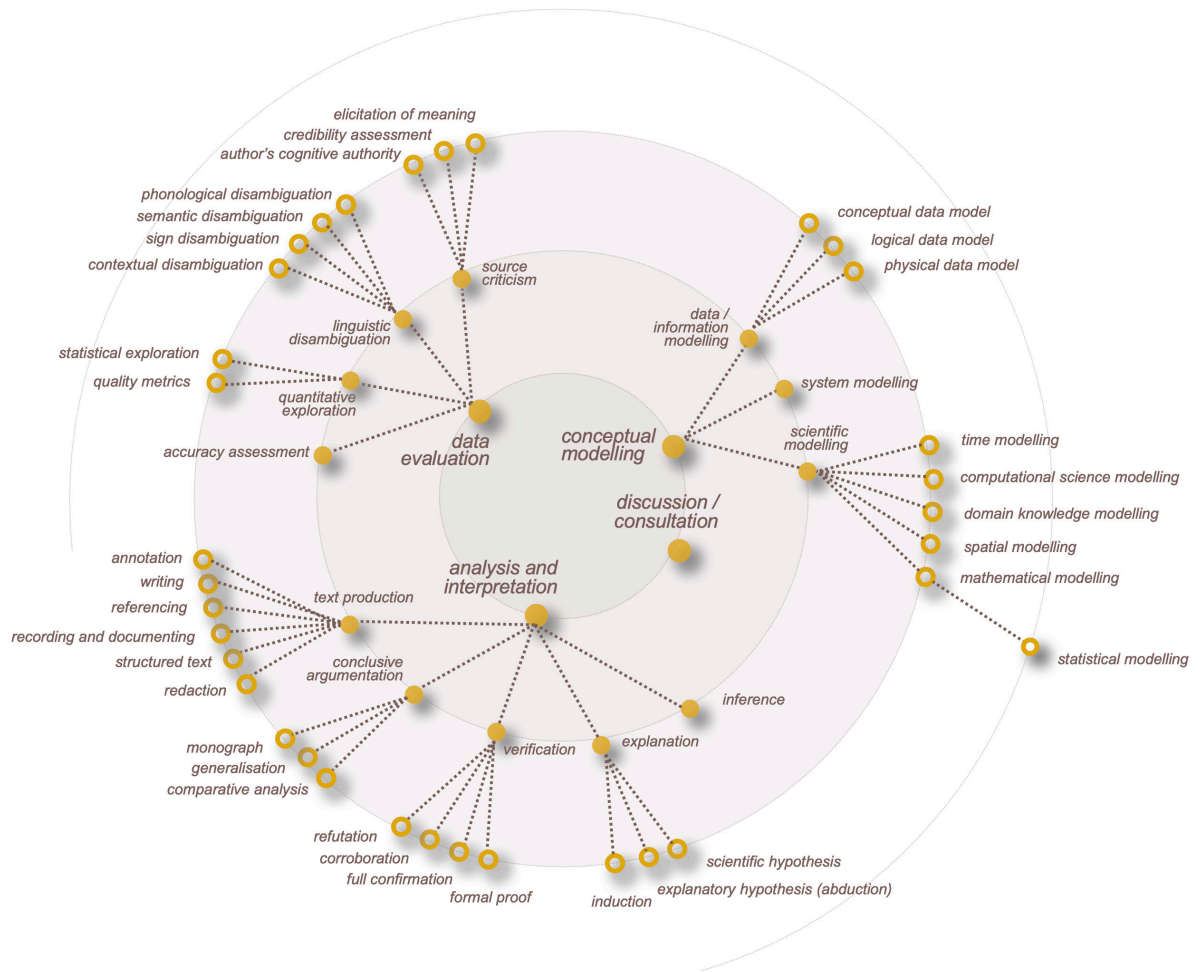 elicitation of meaning
credibility assessment
author's cognitive authority
phonological disambiguation
semantic disambiguation
sign disambiguation
contextual disambiguation
source
criticism
linguistic
disambiguation
statistical exploration
quality metrics
quantitative
exploration
accuracy assessment
data
evaluation
conceptual data model
logical data model
physical data model
data /
information
modelling
system modelling
scientific
modelling
conceptual
modelling
time modelling
computational science modelling
domain knowledge modelling
spatial modelling
mathematical modelling
statistical modelling
discussion /
consultation
analysis and
interpretation
annotation
writing
referencing
recording and documenting
structured text
redaction
text production
conclusive
argumentation
monograph
generalisation
comparative analysis
verification
refutation
corroboration
full confirmation
formal proof
explanation
inference
scientific hypothesis
explanatory hypothesis (abduction)
induction